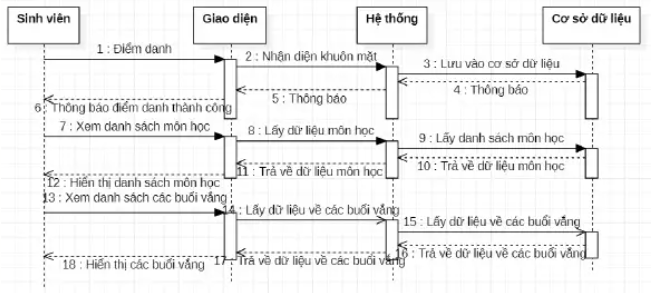 Sinh viên
Giao diện
Hệ thống
Cơ sở dữ liệu
1 : Điểm danh
2 : Nhận diện khuôn mặt
3 : Lưu vào cơ sở dữ liệu
4 : Thông báo
5 : Thông báo
6 : Thông báo điểm danh thành công
7 : Xem danh sách môn học
8 : Lấy dữ liệu môn học
9 : Lấy danh sách môn học
10 : Trả về dữ liệu môn học
11 : Trả về dữ liệu môn học
12 : Hiển thị danh sách môn học
13 : Xem danh sách các buổi vắng
14 : Lấy dữ liệu về các buổi vắng
15 : Lấy dữ liệu về các buổi vắng
16 : Trả về dữ liệu về các buổi vắng
17 : Trả về dữ liệu về các buổi vắng
18 : Hiển thị các buổi vắng